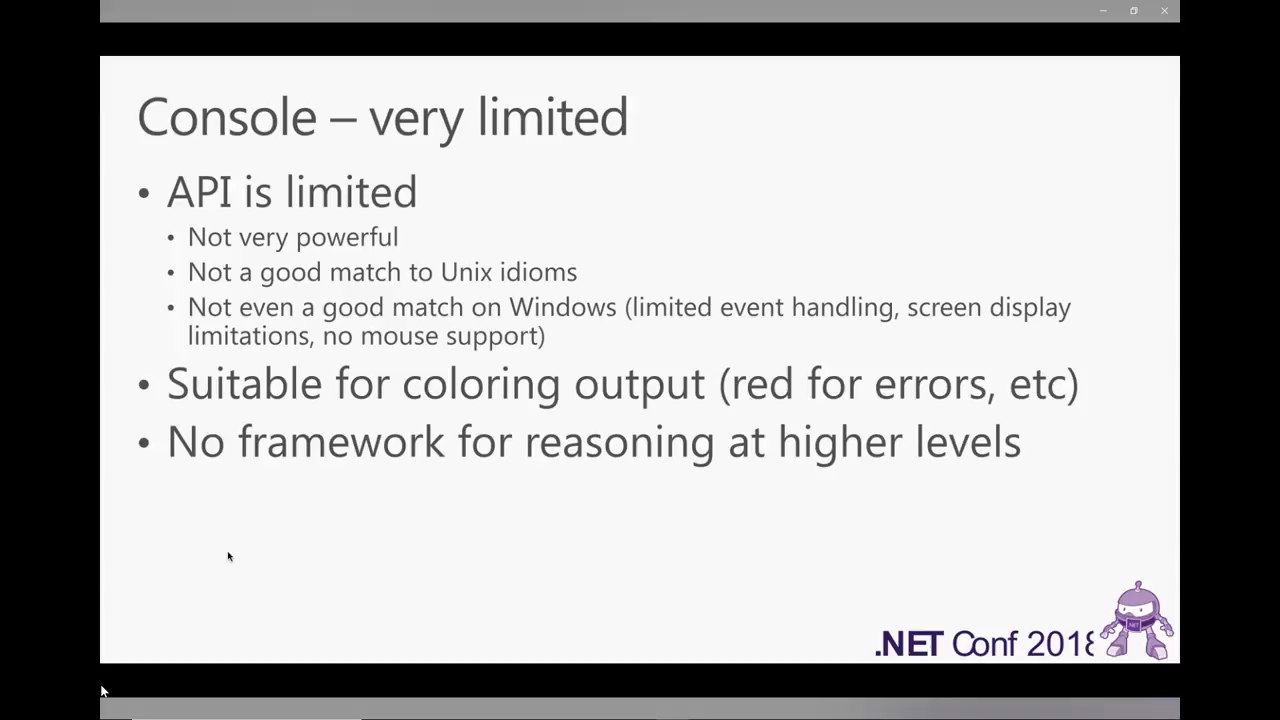 Console – very limited
• API is limited
• Not very powerful
• Not a good match to Unix idioms
• Not even a good match on Windows (limited event handling, screen display
limitations, no mouse support)
• Suitable for coloring output (red for errors, etc)
• No framework for reasoning at higher levels
.NET Conf 2018
.NET